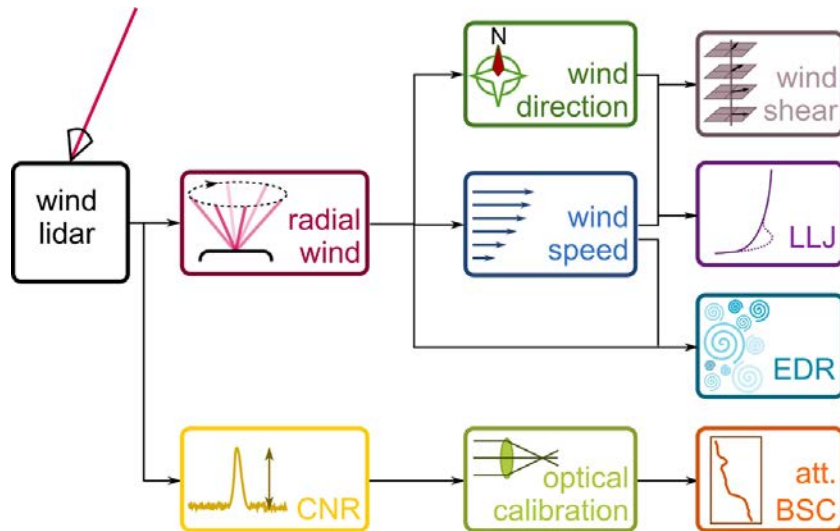 N
wind
direction
wind
shear
wind
lidar
radial
wind
wind
speed
LLJ
EDR
CNR
optical
calibration
att.
BSC